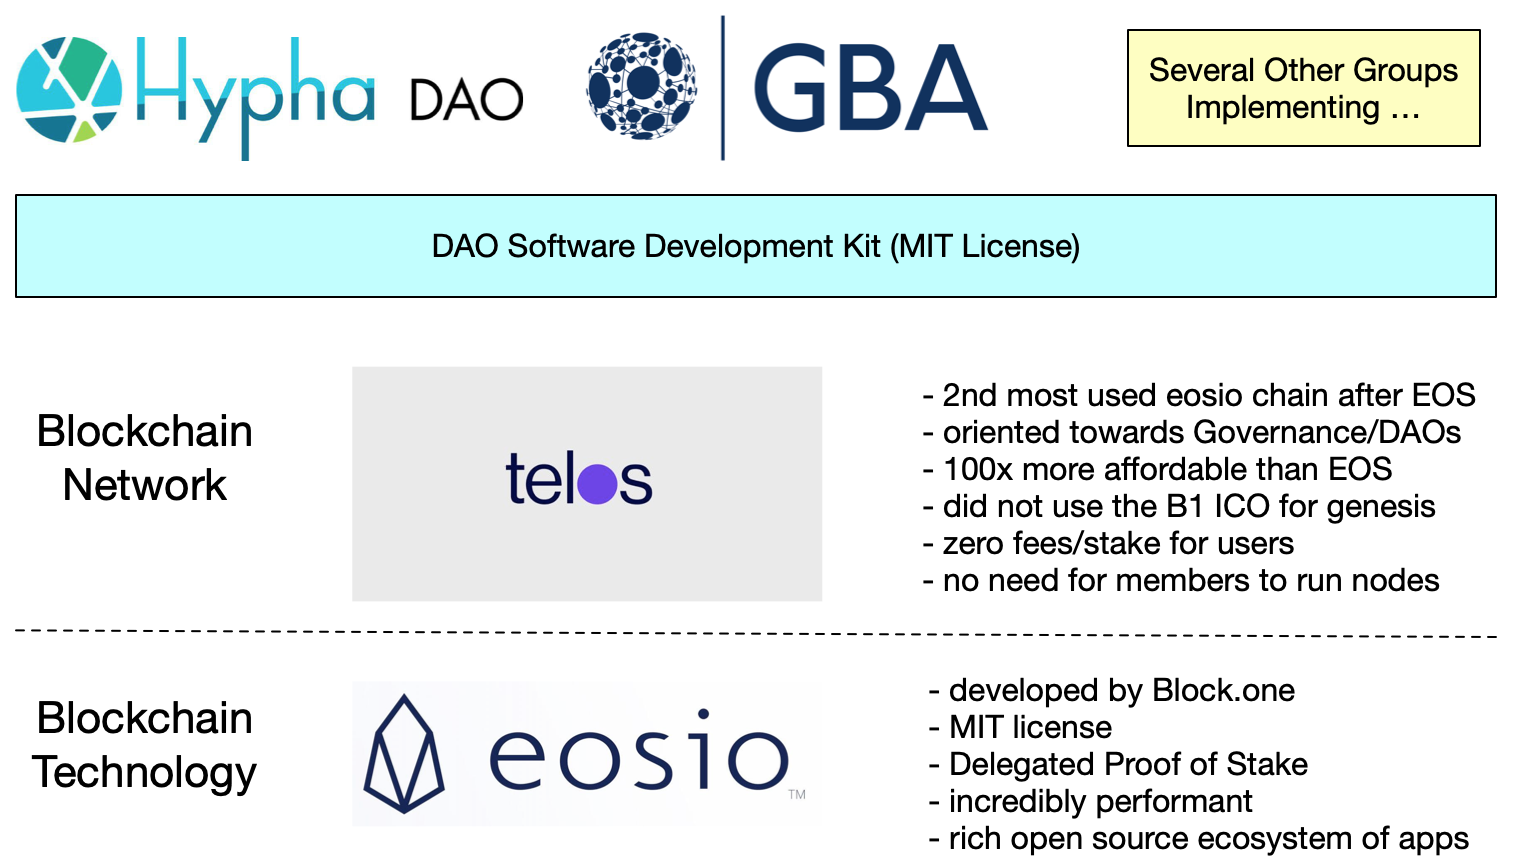 Hypha DAO
GBA
Several Other Groups
Implementing ...
DAO Software Development Kit (MIT License)
Blockchain
Network
telos
- 2nd most used eosio chain after EOS
- oriented towards Governance/DAOs
- 100x more affordable than EOS
- did not use the B1 ICO for genesis
- zero fees/stake for users
- no need for members to run nodes
Blockchain
Technology
eosio TM
- developed by Block.one
- MIT license
- Delegated Proof of Stake
- incredibly performant
- rich open source ecosystem of apps